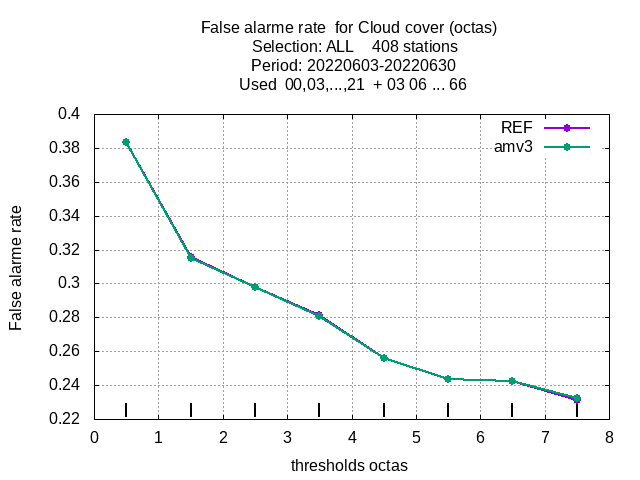 False alarme rate  for Cloud cover (octas)
Selection: ALL    408 stations
Period: 20220603-20220630
Used  00,03,...,21  + 03 06 ... 66
REF
amv3
0.4
0.38
0.36
0.34
0.32
0.3
0.28
0.26
0.24
0.22
False alarme rate
0 1 2 3 4 5 6 7 8
thresholds octas